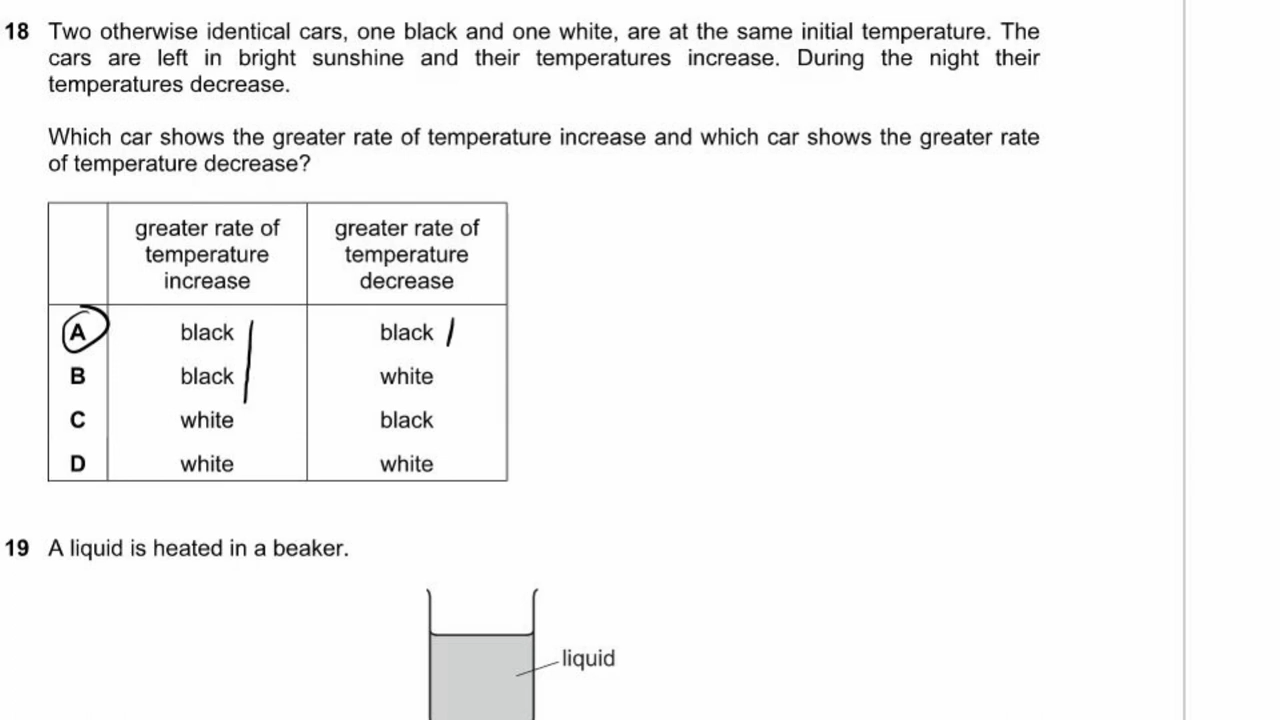 18 Two otherwise identical cars, one black and one white, are at the same initial temperature. The
cars are left in bright sunshine and their temperatures increase. During the night their
temperatures decrease.
Which car shows the greater rate of temperature increase and which car shows the greater rate
of temperature decrease?
greater rate of temperature increase
greater rate of temperature decrease
A black black
B black white
C white black
D white white
19 A liquid is heated in a beaker.
liquid